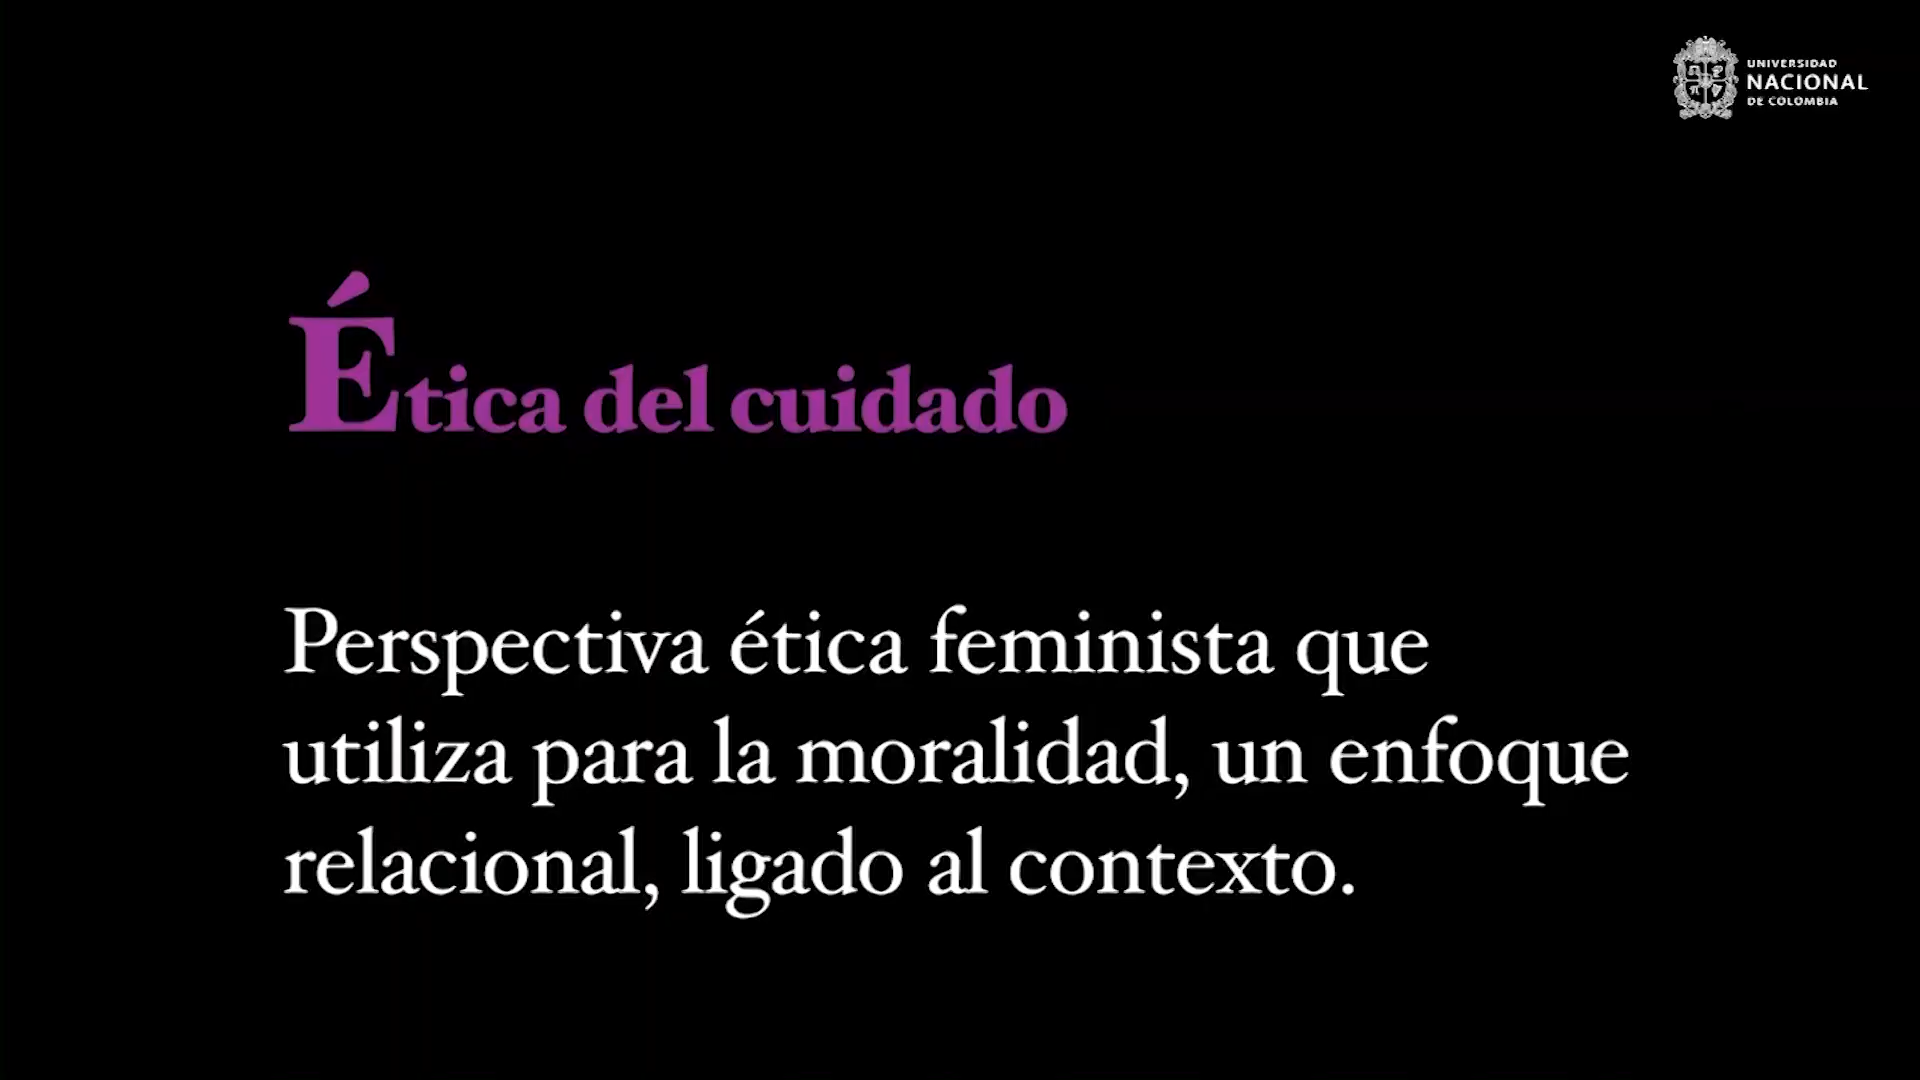 UNIVERSIDAD
NACIONAL
DE COLOMBIA
Ética del cuidado
Perspectiva ética feminista que
utiliza para la moralidad, un enfoque
relacional, ligado al contexto.